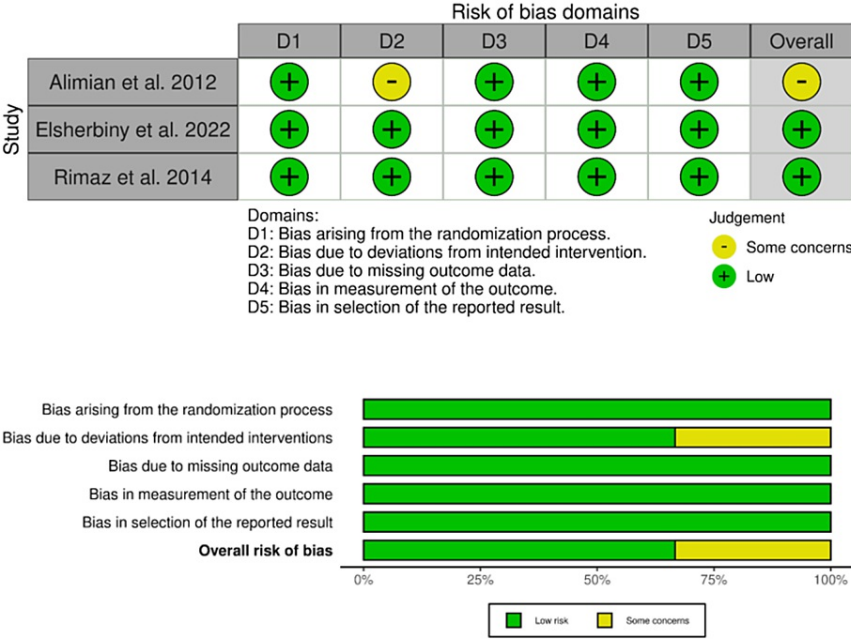 Risk of bias domains
D1 D2 D3 D4 D5 Overall
Study
Alimian et al. 2012 + - + + + -
Elsherbiny et al. 2022 + + + + + +
Rimaz et al. 2014 + + + + + +
Domains:
D1: Bias arising from the randomization process.
D2: Bias due to deviations from intended intervention.
D3: Bias due to missing outcome data.
D4: Bias in measurement of the outcome.
D5: Bias in selection of the reported result.
Judgement
- Some concerns
+ Low
Bias arising from the randomization process
Bias due to deviations from intended interventions
Bias due to missing outcome data
Bias in measurement of the outcome
Bias in selection of the reported result
Overall risk of bias
0% 25% 50% 75% 100%
Low risk Some concerns